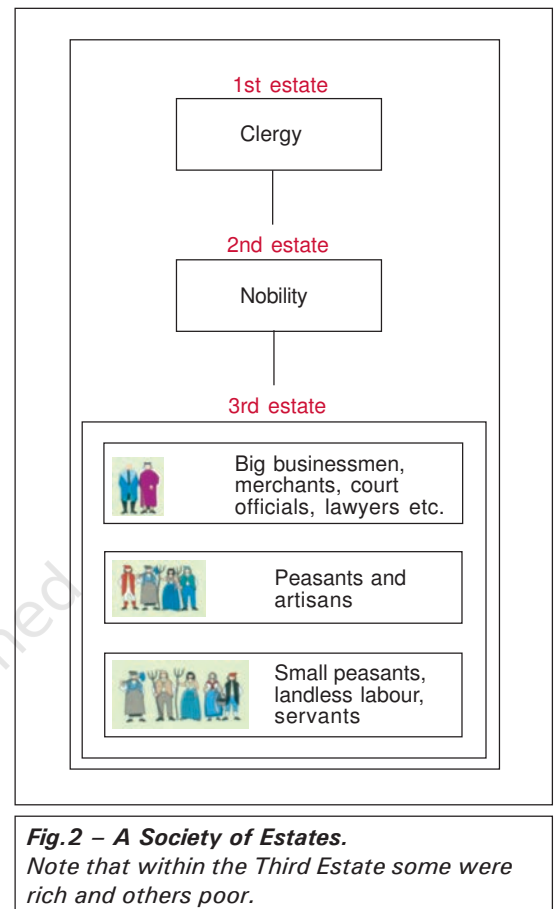 1st estate
Clergy
2nd estate
Nobility
3rd estate
Big businessmen,
merchants, court
officials, lawyers etc.
Peasants and
artisans
Small peasants,
landless labour,
servants
Fig.2 – A Society of Estates.
Note that within the Third Estate some were
rich and others poor.